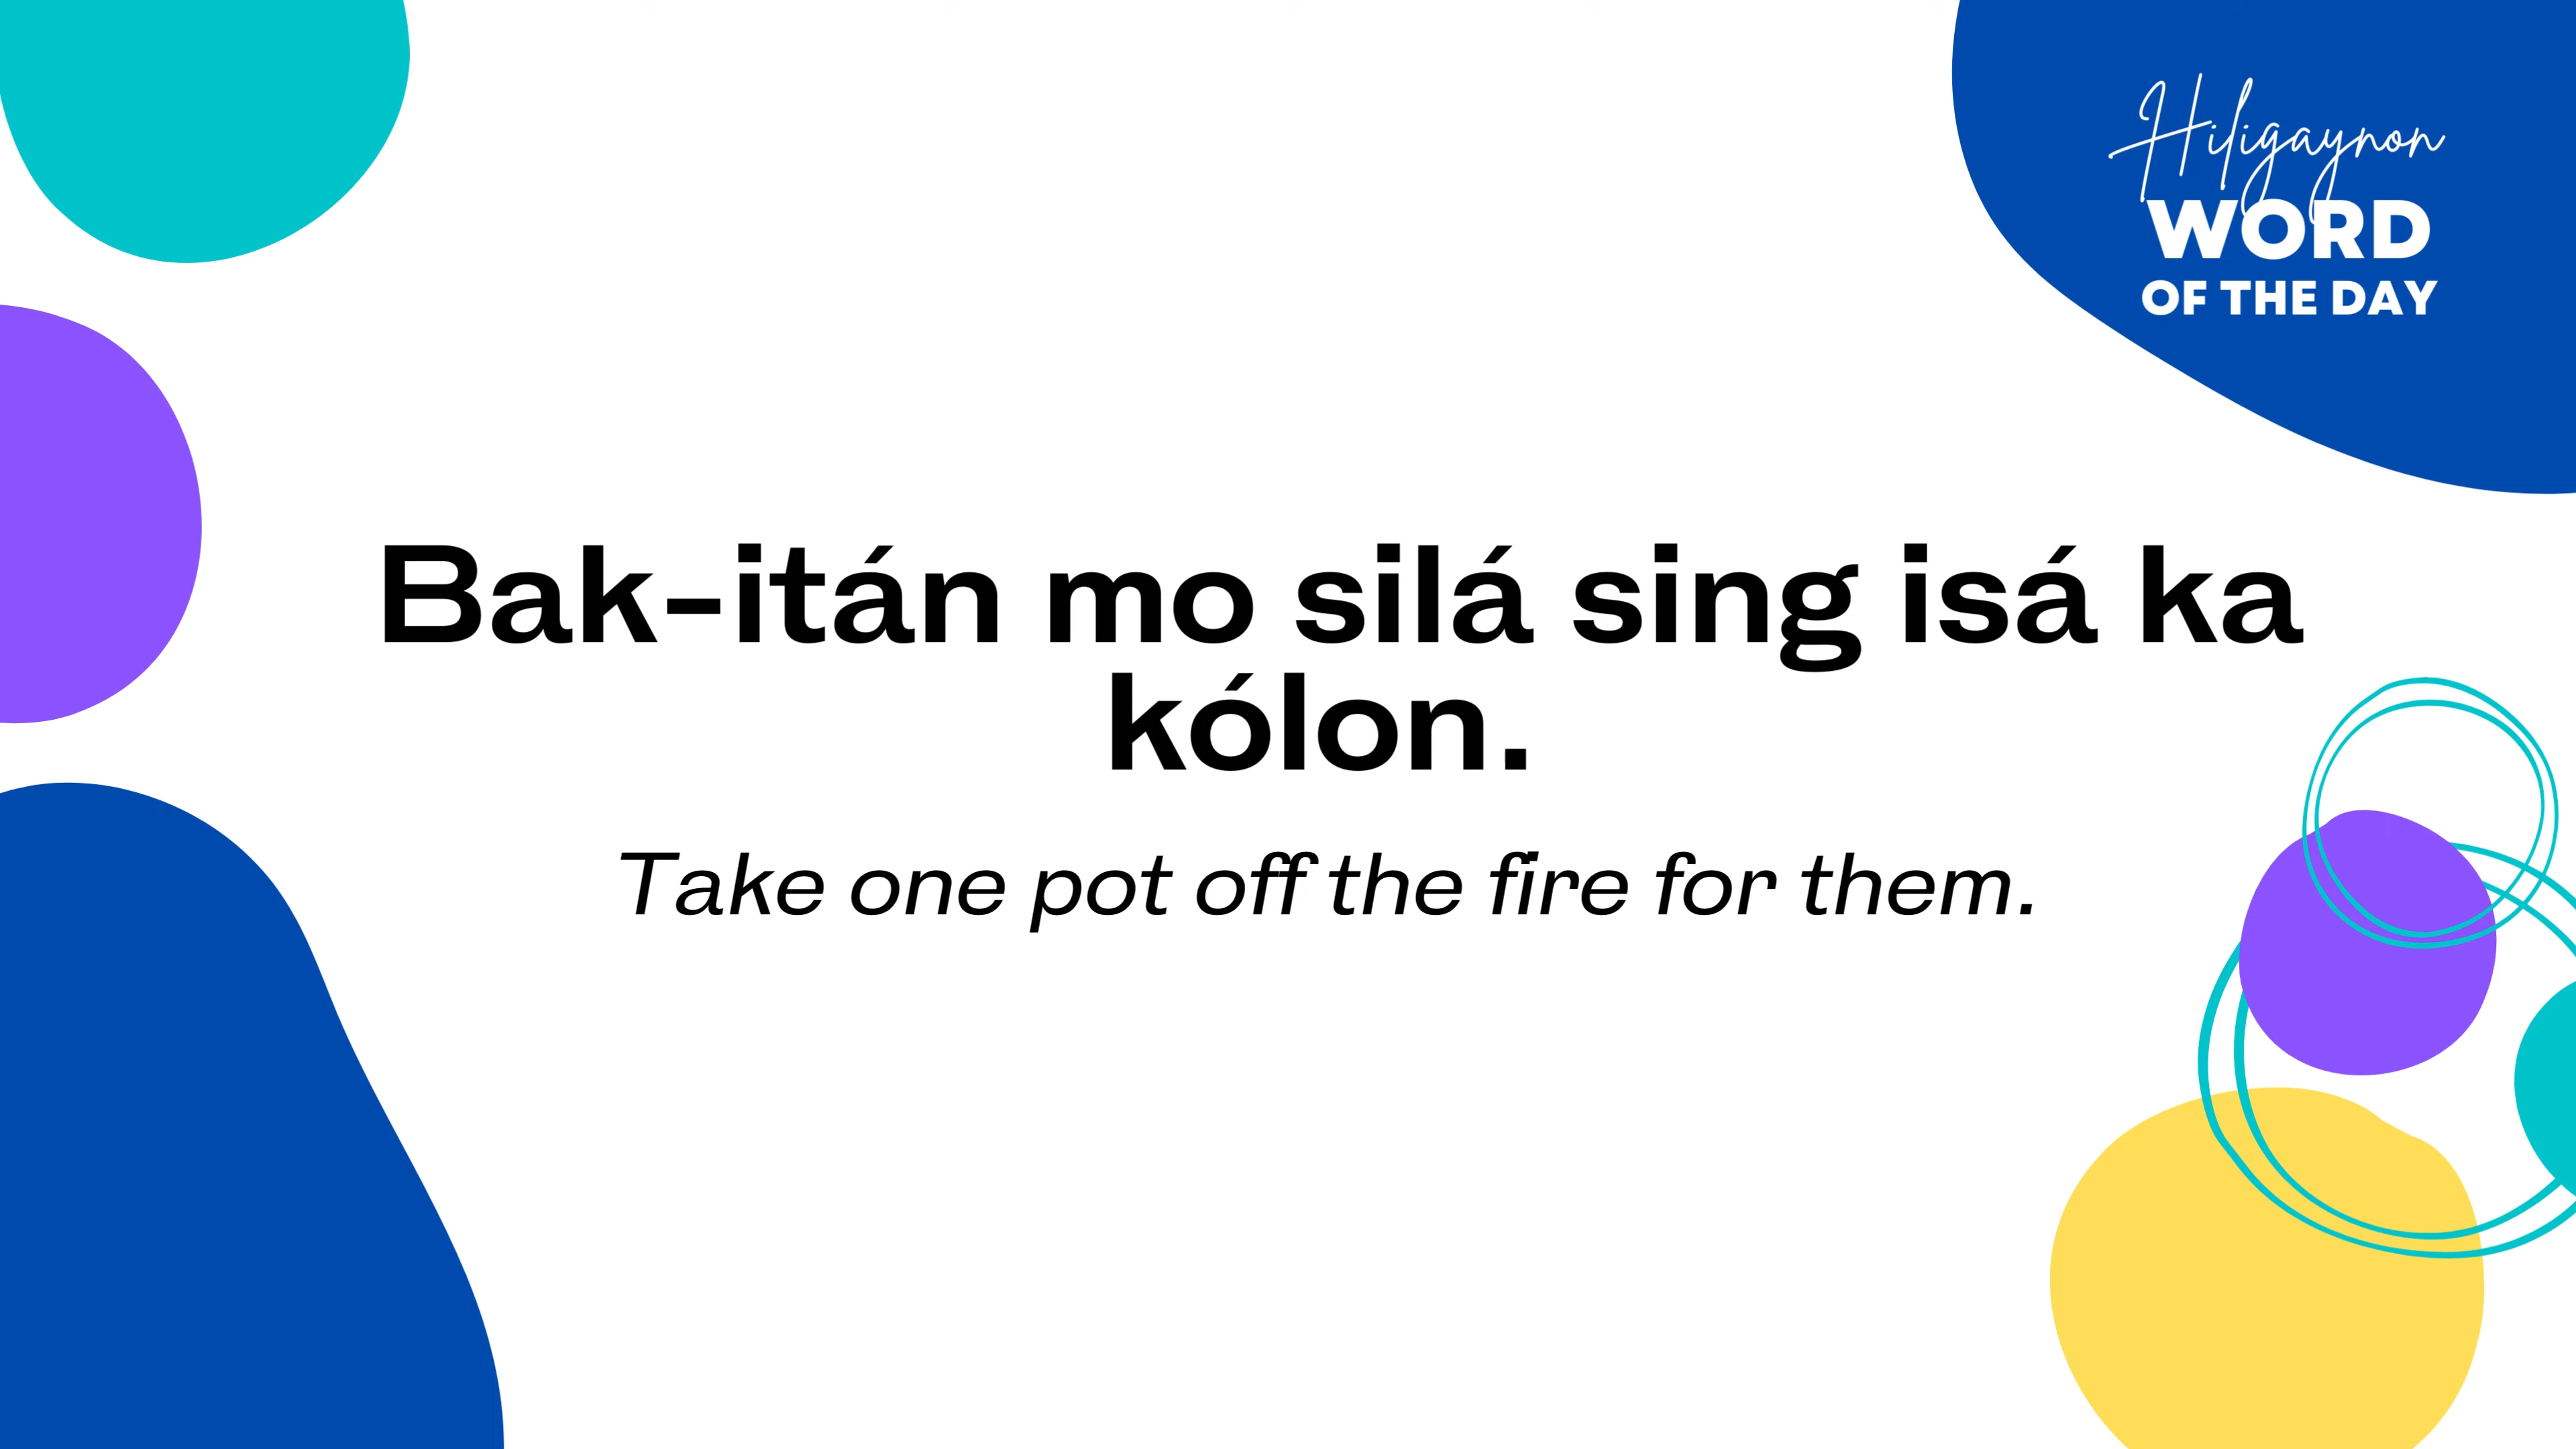 Hiligaynon
WORD
OF THE DAY
Bak-itán mo silá sing isá ka
kólon.
Take one pot off the fire for them.